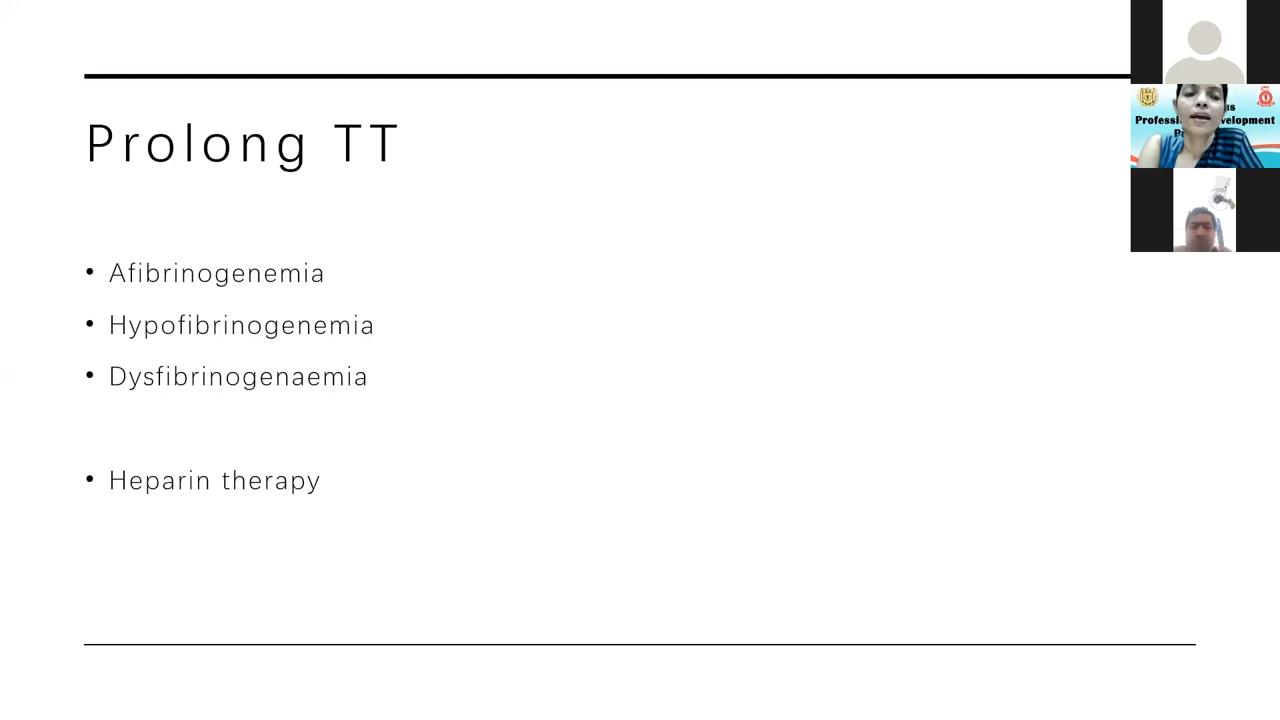 Prolong TT
• Afibrinogenemia
• Hypofibrinogenemia
• Dysfibrinogenaemia
• Heparin therapy